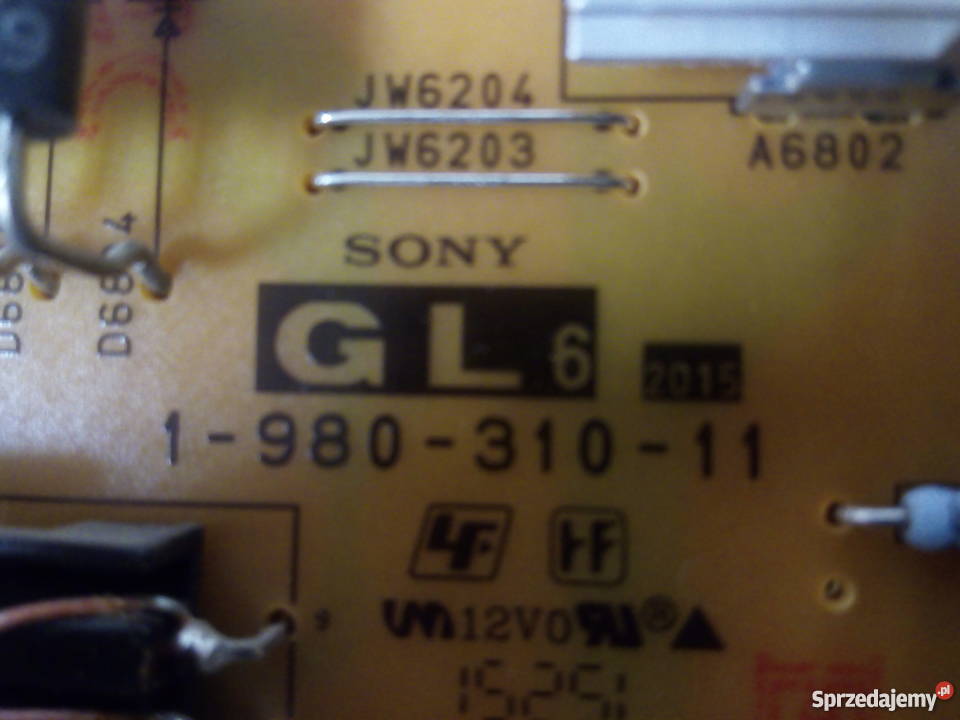 JW6204
JW6203
A6802
SONY
GL6
2015
1-980-310-11
LF
HF
12V0
®
Sprzedajemy.pl